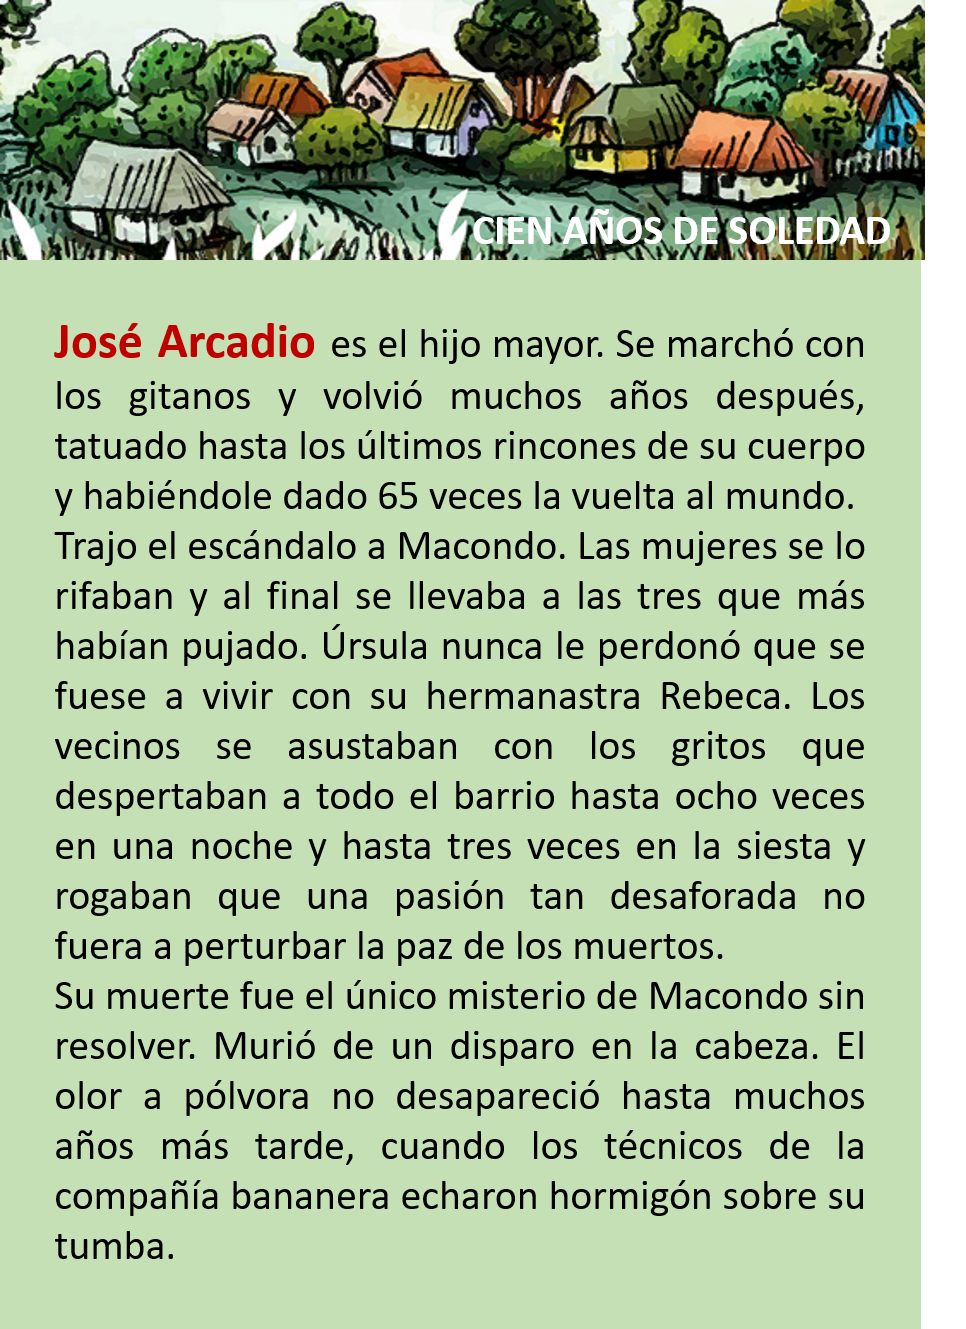 CIEN AÑOS DE SOLEDAD
José Arcadio es el hijo mayor. Se marchó con
los gitanos y volvió muchos años después,
tatuado hasta los últimos rincones de su cuerpo
y habiéndole dado 65 veces la vuelta al mundo.
Trajo el escándalo a Macondo. Las mujeres se lo
rifaban y al final se llevaba a las tres que más
habían pujado. Úrsula nunca le perdonó que se
fuese a vivir con su hermanastra Rebeca. Los
vecinos se asustaban con los gritos que
despertaban a todo el barrio hasta ocho veces
en una noche y hasta tres veces en la siesta y
rogaban que una pasión tan desaforada no
fuera a perturbar la paz de los muertos.
Su muerte fue el único misterio de Macondo sin
resolver. Murió de un disparo en la cabeza. El
olor a pólvora no desapareció hasta muchos
años más tarde, cuando los técnicos de la
compañía bananera echaron hormigón sobre su
tumba.